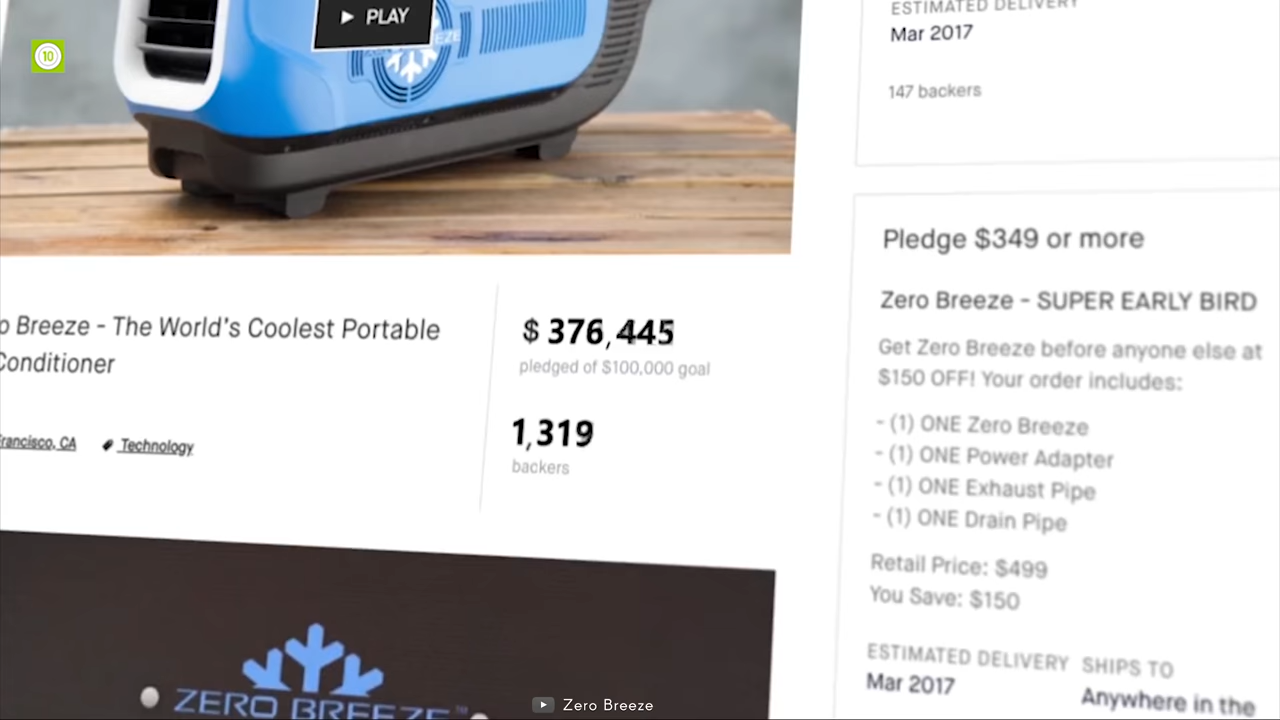 10
PLAY
ESTIMATED DELIVERY
Mar 2017
147 backers
Pledge $349 or more
Zero Breeze - SUPER EARLY BIRD
Get Zero Breeze before anyone else at
$150 OFF! Your order includes:
- (1) ONE Zero Breeze
- (1) ONE Power Adapter
- (1) ONE Exhaust Pipe
- (1) ONE Drain Pipe
Retail Price: $499
You Save: $150
ESTIMATED DELIVERY SHIPS TO
Mar 2017 Anywhere in the
o Breeze - The World's Coolest Portable
Conditioner
Francisco, CA Technology
$ 376,445
pledged of $100,000 goal
1,319
backers
ZERO BREEZE™
Zero Breeze